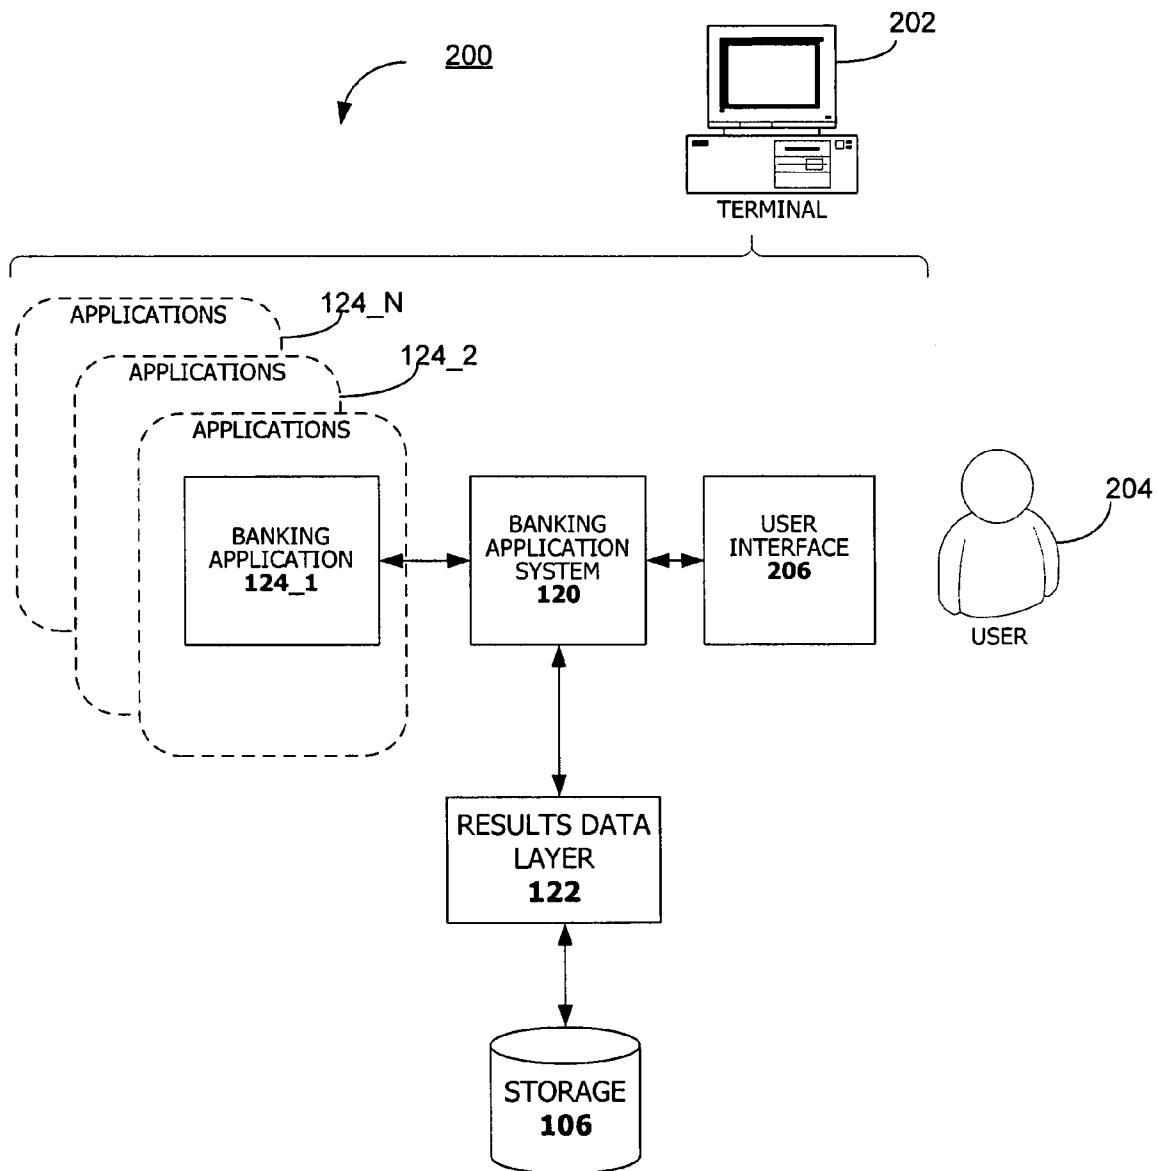 202
200
TERMINAL
APPLICATIONS
124_N
APPLICATIONS
124_2
APPLICATIONS
BANKING
APPLICATION
124_1
BANKING
APPLICATION
SYSTEM
120
USER
INTERFACE
206
204
USER
RESULTS DATA
LAYER
122
STORAGE
106